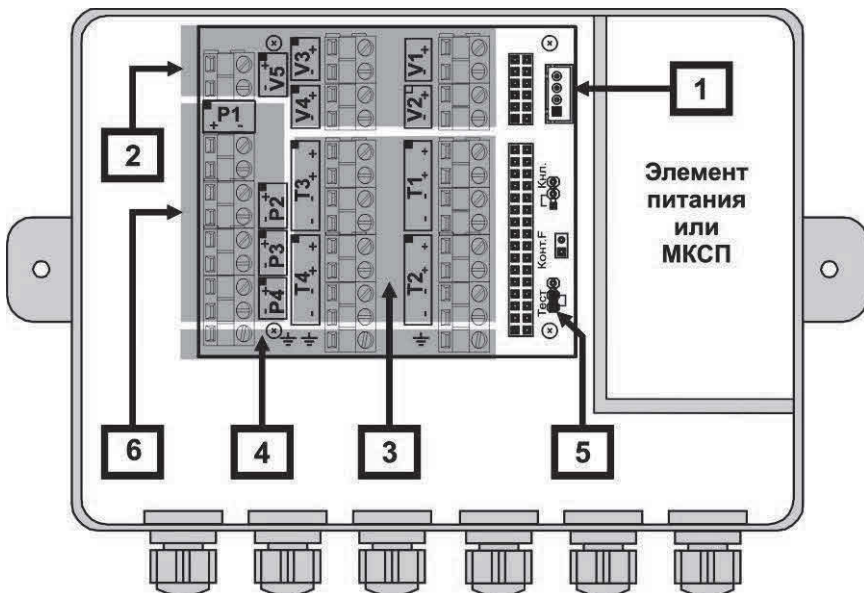 V5
+
-
V3
+
-
V4
+
-
V1
+
-
V2
+
-
1
2
P1
+ -
T3
+
-
+
-
T1
+
-
+
-
P2
+
-
P3
+
-
P4
+
-
T4
+
-
T2
+
-
Кнп.
Конт.F
Тест
Элемент
питания
или
МКСП
6
4
3
5